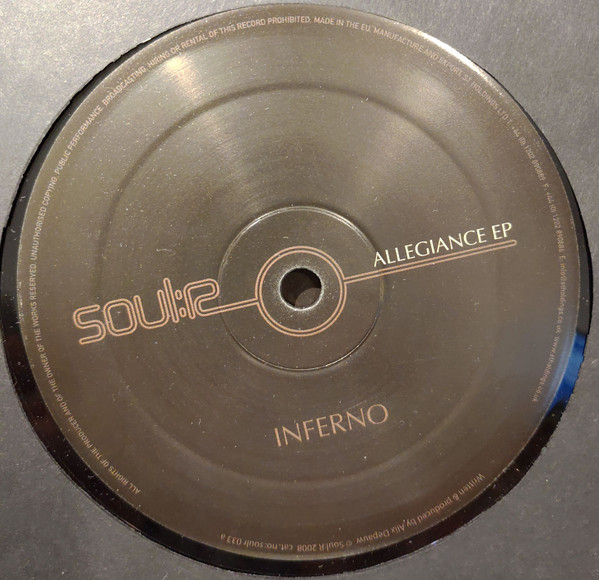 ALLEGIANCE EP
soul:r
INFERNO
ALL RIGHTS OF THE PRODUCER AND OF THE OWNER OF THE WORKS RESERVED. UNAUTHORISED COPYING, PUBLIC PERFORMANCE, BROADCASTING, HIRING OR RENTAL OF THIS RECORD PROHIBITED. MADE IN THE EU. MANUFACTURE AND EXPORT, ST HOLDINGS LTD
Written & produced by Alix Depauw © Soul:r 2008 cat.no: soulr 033 a